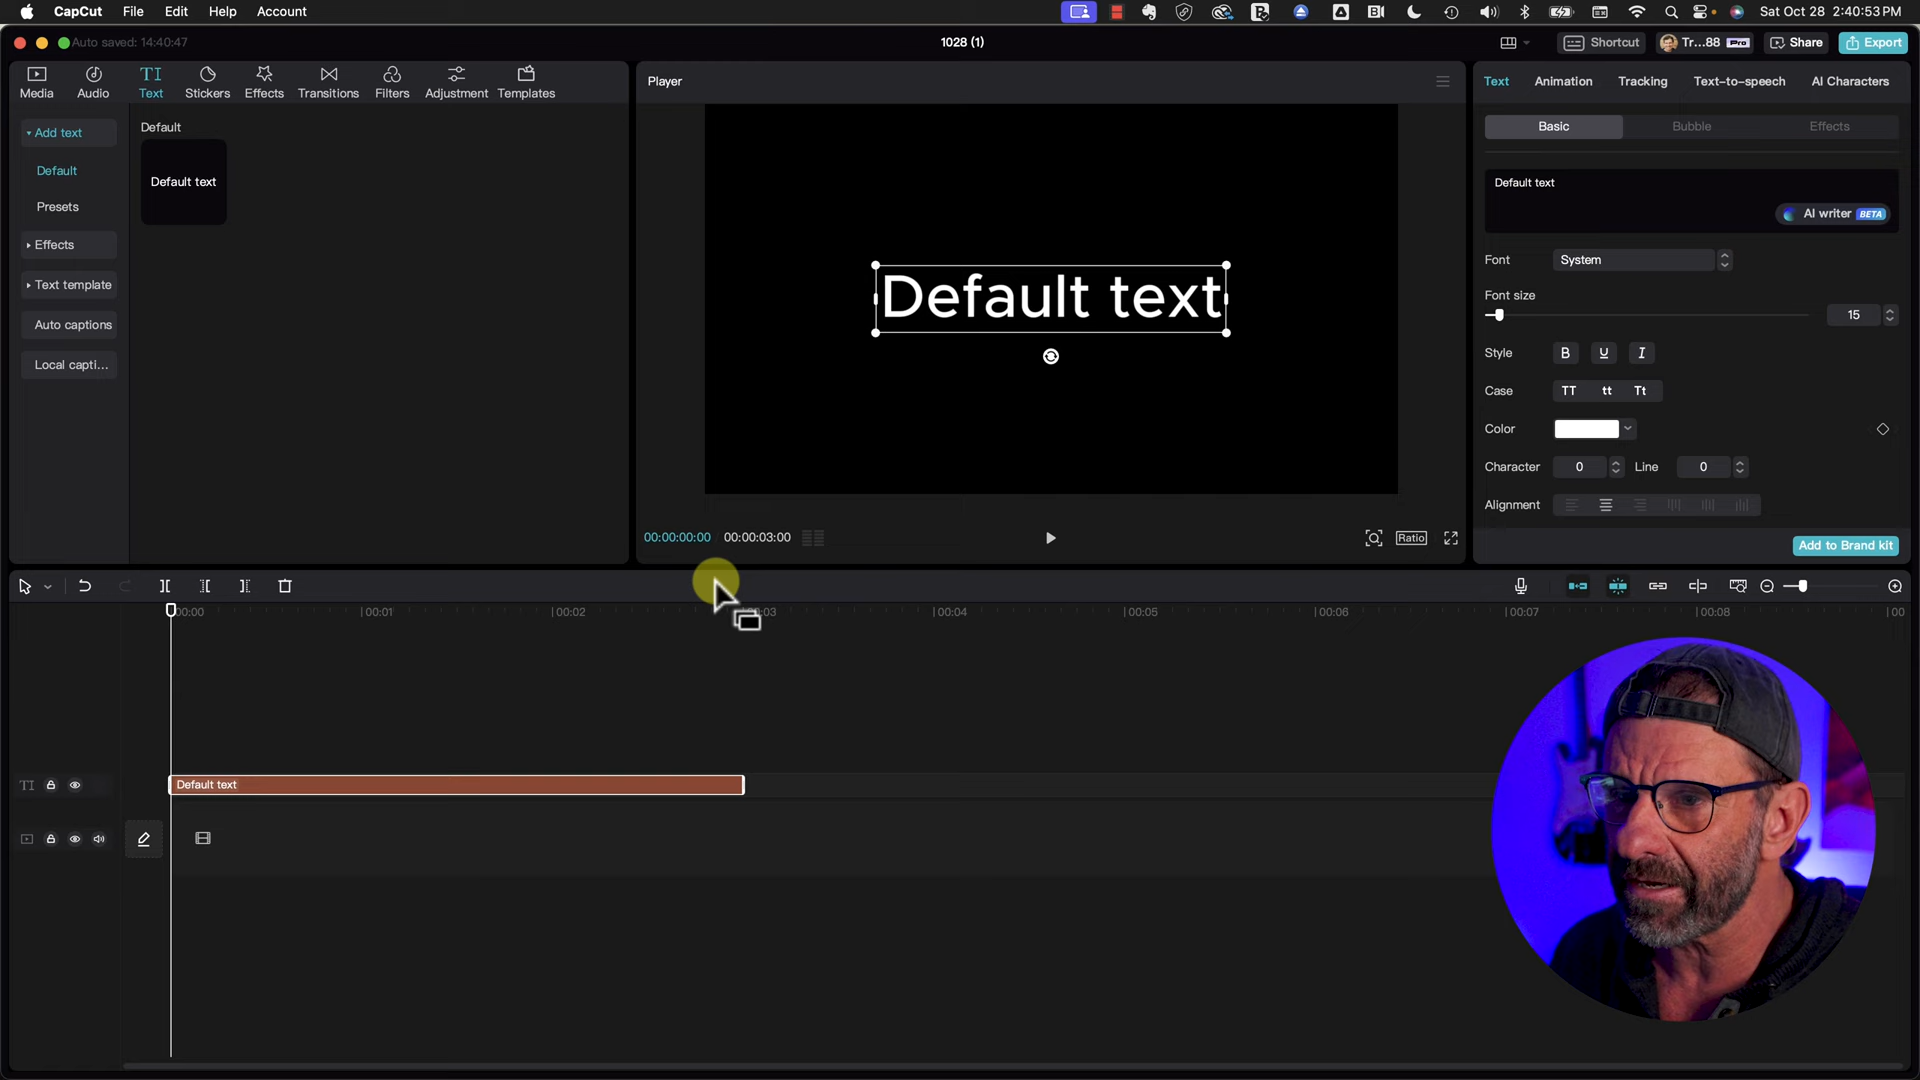 CapCut File Edit Help Account Sat Oct 28 2:40:53 PM
Auto saved: 14:40:47 1028 (1) Shortcut Tr...88 Pro Share Export
Media Audio Text Stickers Effects Transitions Filters Adjustment Templates
Add text
Default
Presets
Effects
Text template
Auto captions
Local capti...
Default
Default text
Player
Default text
00:00:00:00 00:00:03:00 Ratio
Text Animation Tracking Text-to-speech AI Characters
Basic Bubble Effects
Default text
AI writer BETA
Font System
Font size
15
Style B U I
Case TT tt Tt
Color
Character 0 Line 0
Alignment
Add to Brand kit
00:00 00:01 00:02 00:03 00:04 00:05 00:06 00:07 00:08 00
TI Default text